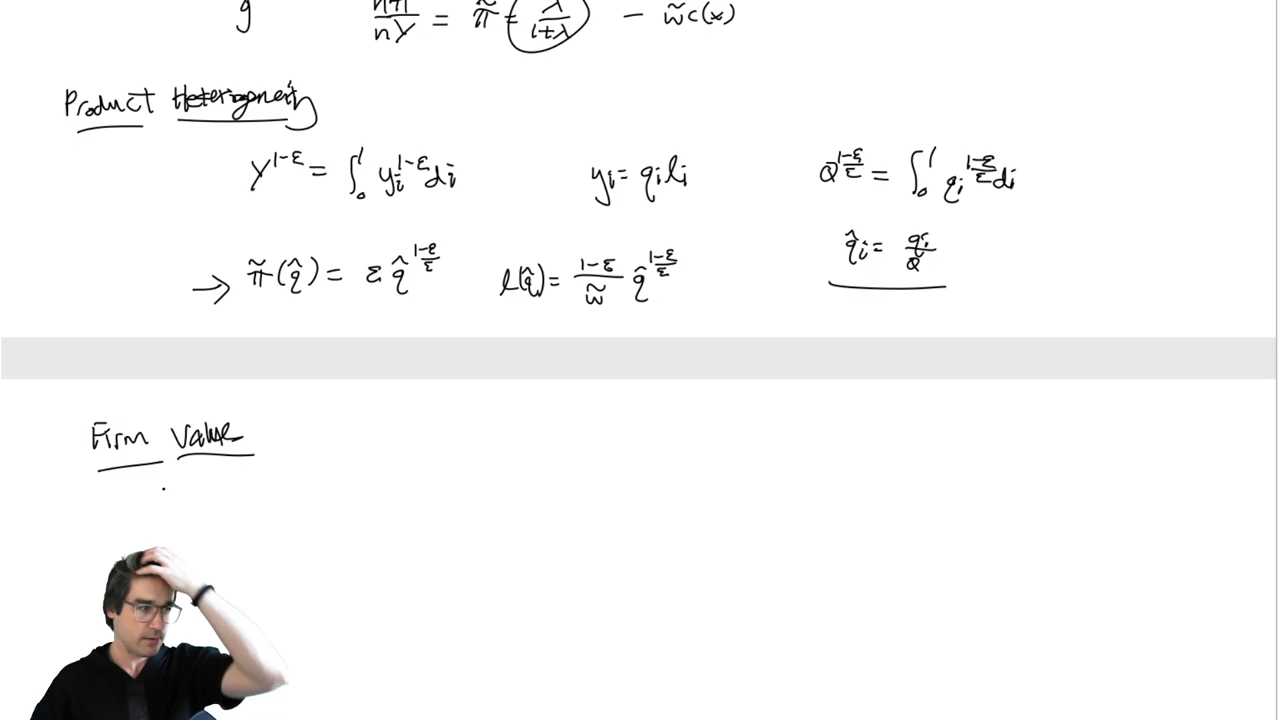 g nπ/nY = π̃ = λ/(1+λ) − w̃c(x)
Product Heterogeneity
Y^{1-ε} = ∫₀¹ y_i^{1-ε} di y_i = q_i l_i Q^{(1-ε)/ε} = ∫₀¹ q_i^{(1-ε)/ε} di
q̂_i = q_i/Q
→ π̃(q̂) = ε q̂^{(1-ε)/ε} l(q̂) = (1-ε)/w̃ q̂^{(1-ε)/ε}
Firm Value